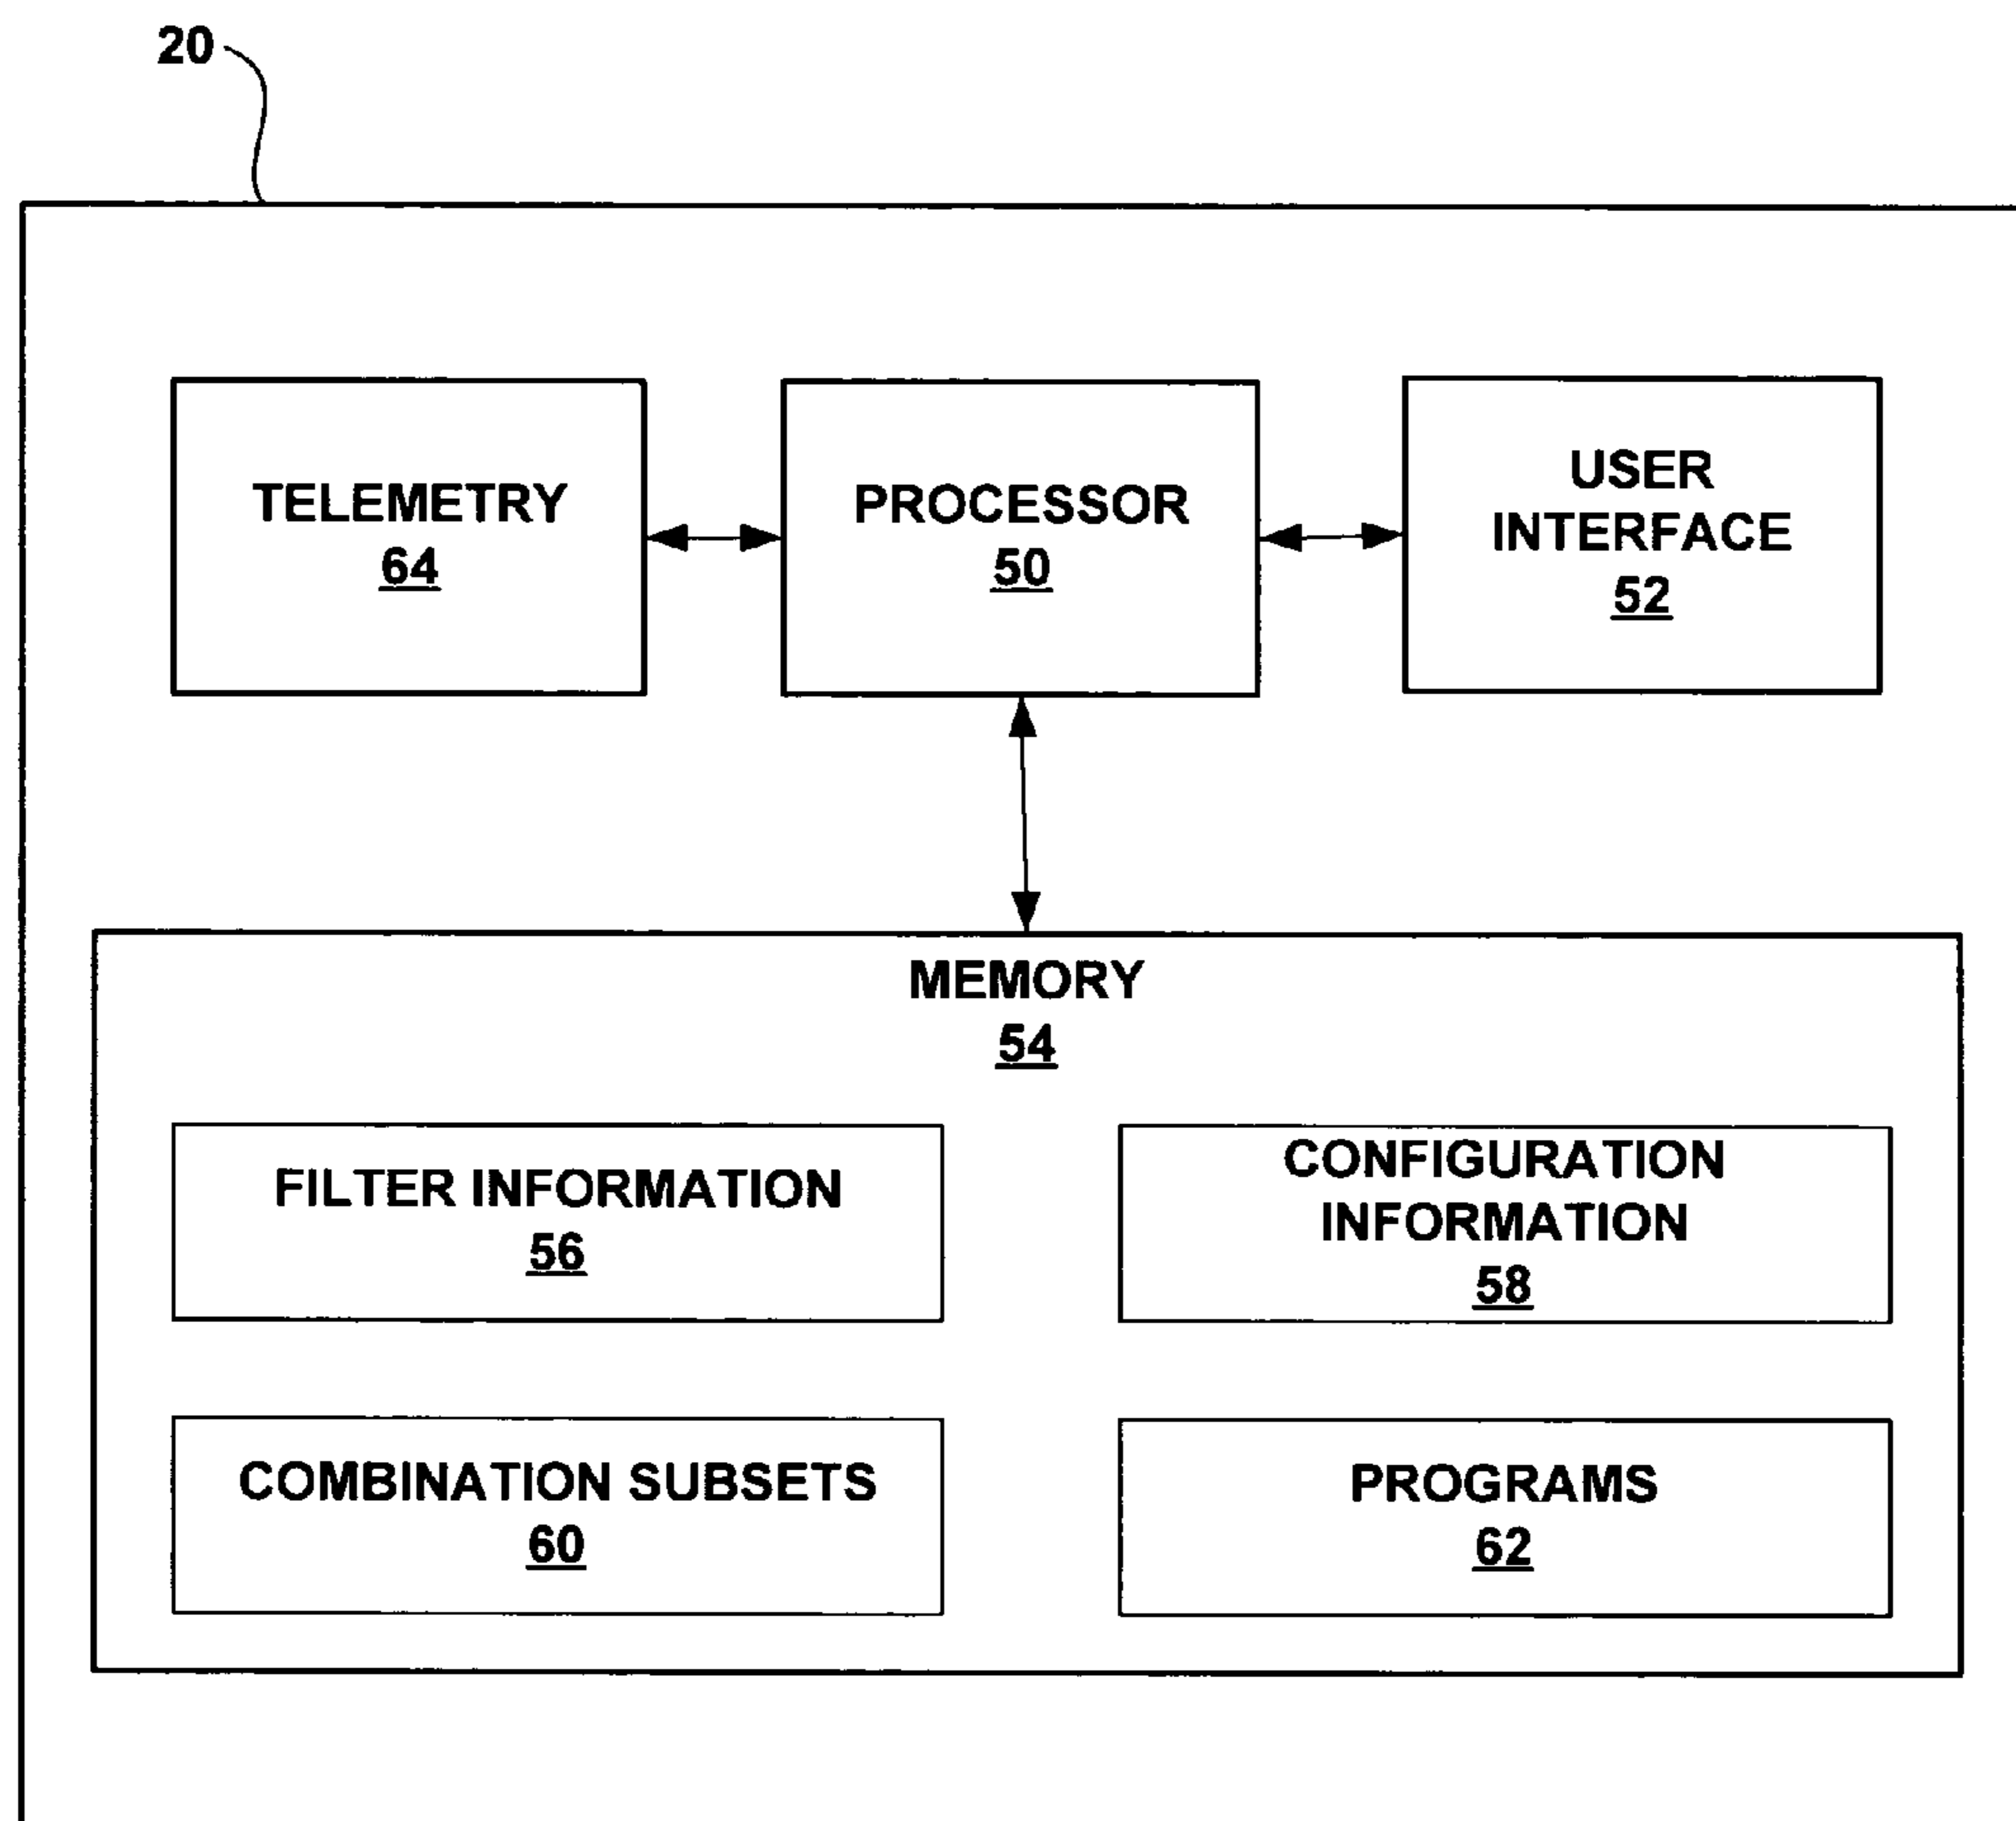 20
TELEMETRY
64
PROCESSOR
50
USER
INTERFACE
52
MEMORY
54
FILTER INFORMATION
56
CONFIGURATION
INFORMATION
58
COMBINATION SUBSETS
60
PROGRAMS
62